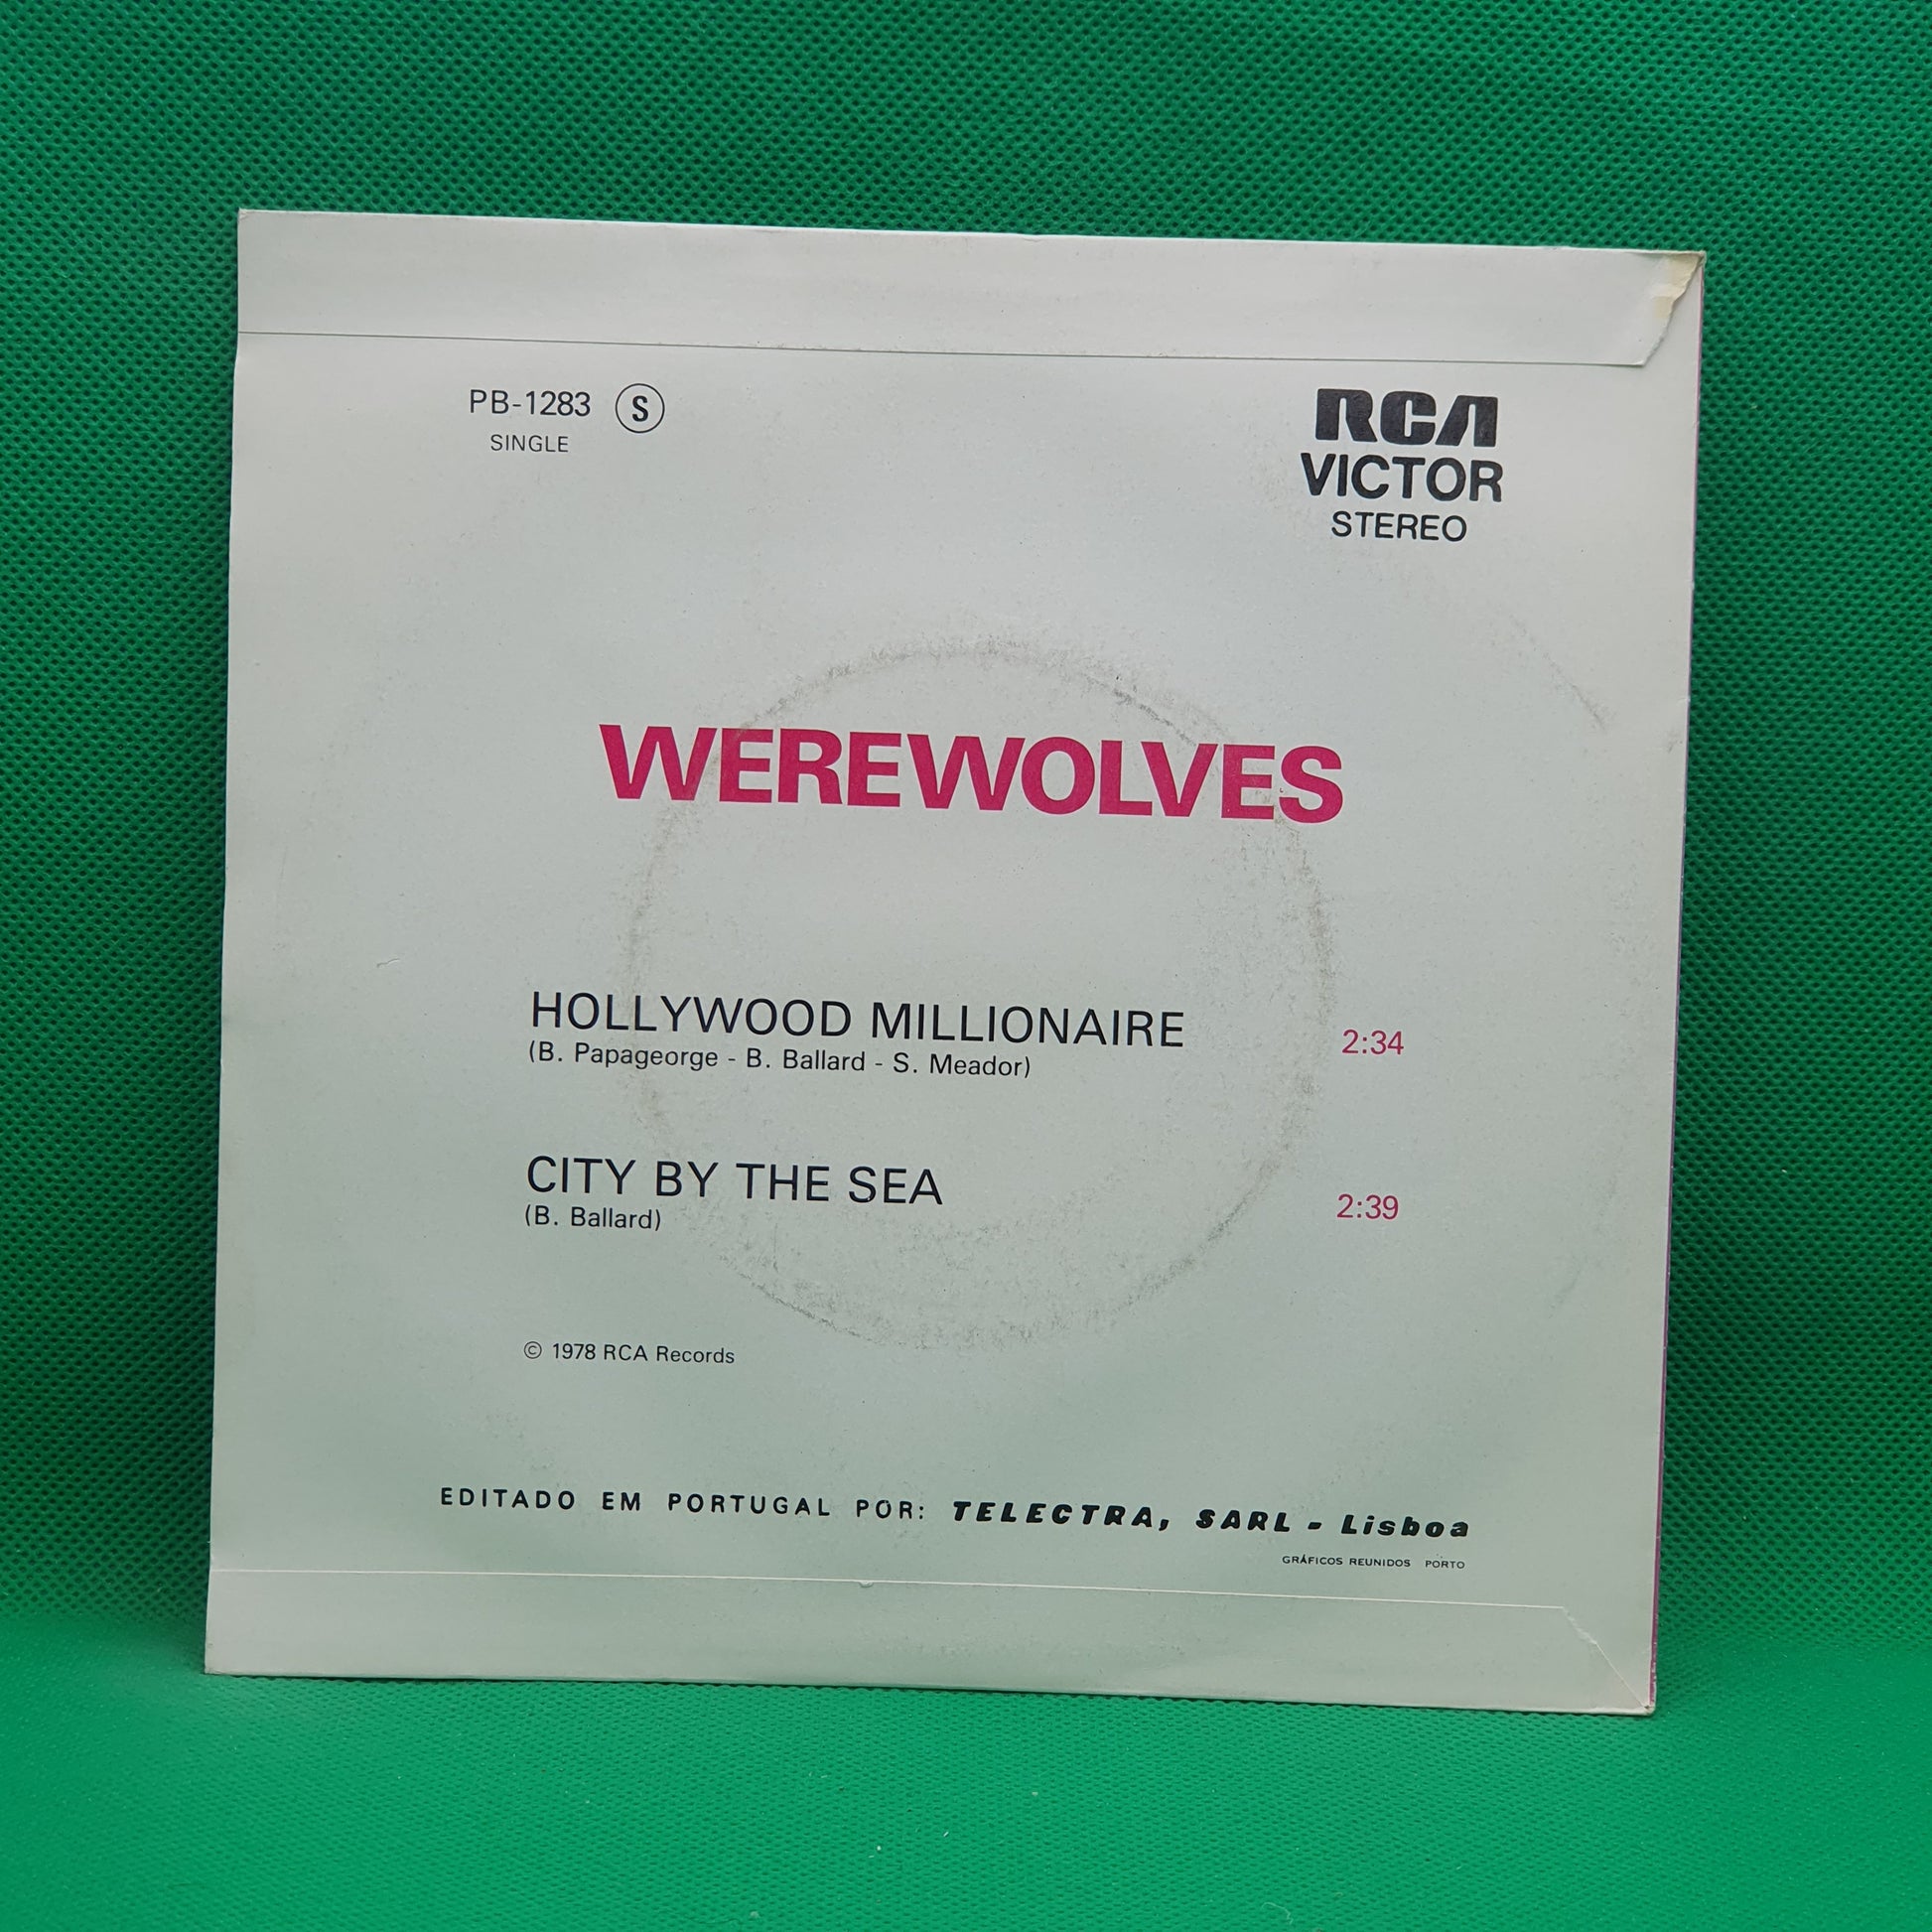 PB-1283 S
SINGLE
RCA
VICTOR
STEREO
WEREWOLVES
HOLLYWOOD MILLIONAIRE 2:34
(B. Papageorge - B. Ballard - S. Meador)
CITY BY THE SEA 2:39
(B. Ballard)
© 1978 RCA Records
EDITADO EM PORTUGAL POR: TELECTRA, SARL - Lisboa
GRÁFICOS REUNIDOS PORTO